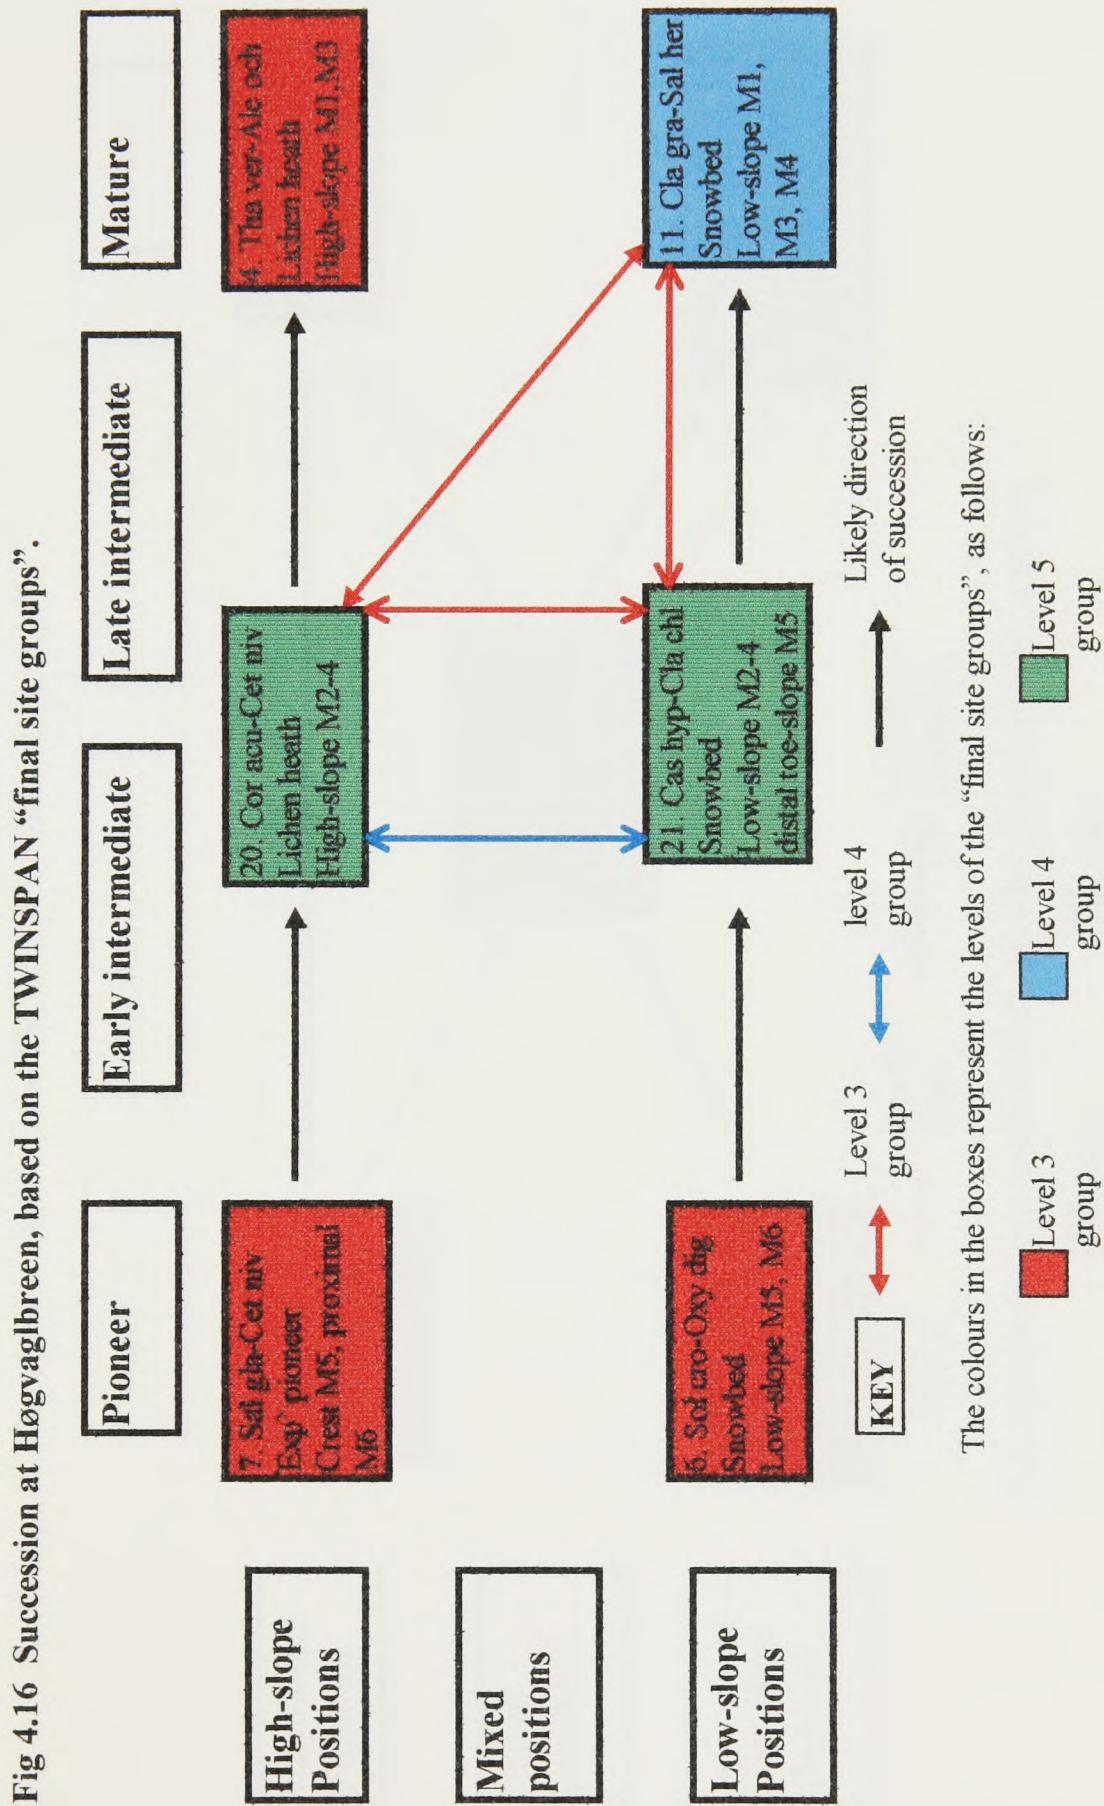 Fig 4.16 Succession at Høgvaglbreen, based on the TWINSPAN “final site groups”.
Pioneer
Early intermediate
Late intermediate
Mature
High-slope
Positions
7. Sal gla-Cet niv
Exp` pioneer
Crest M5, proximal
M6
20. Cor acu-Cet niv
Lichen heath
High-slope M2-4
4. Tha ver-Ale och
Lichen heath
High-slope M1,M3
Mixed
positions
Low-slope
Positions
6. Sol cro-Oxy dig
Snowbed
Low-slope M5, M6
21. Cas hyp-Cla chl
Snowbed
Low-slope M2-4
distal toe-slope M5
11. Cla gra-Sal her
Snowbed
Low-slope M1,
M3, M4
KEY
Level 3
group
level 4
group
Likely direction
of succession
The colours in the boxes represent the levels of the “final site groups”, as follows:
Level 3
group
Level 4
group
Level 5
group